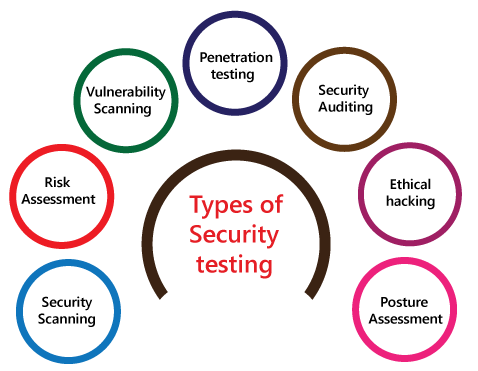 Penetration
testing
Vulnerability
Scanning
Security
Auditing
Risk
Assessment
Ethical
hacking
Types of
Security
testing
Security
Scanning
Posture
Assessment